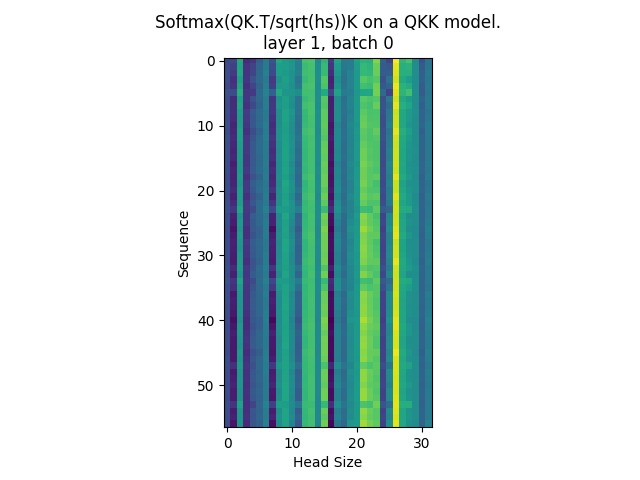 Softmax(QK.T/sqrt(hs))K on a QKK model.
layer 1, batch 0
0
10
20
30
40
50
Sequence
0 10 20 30
Head Size